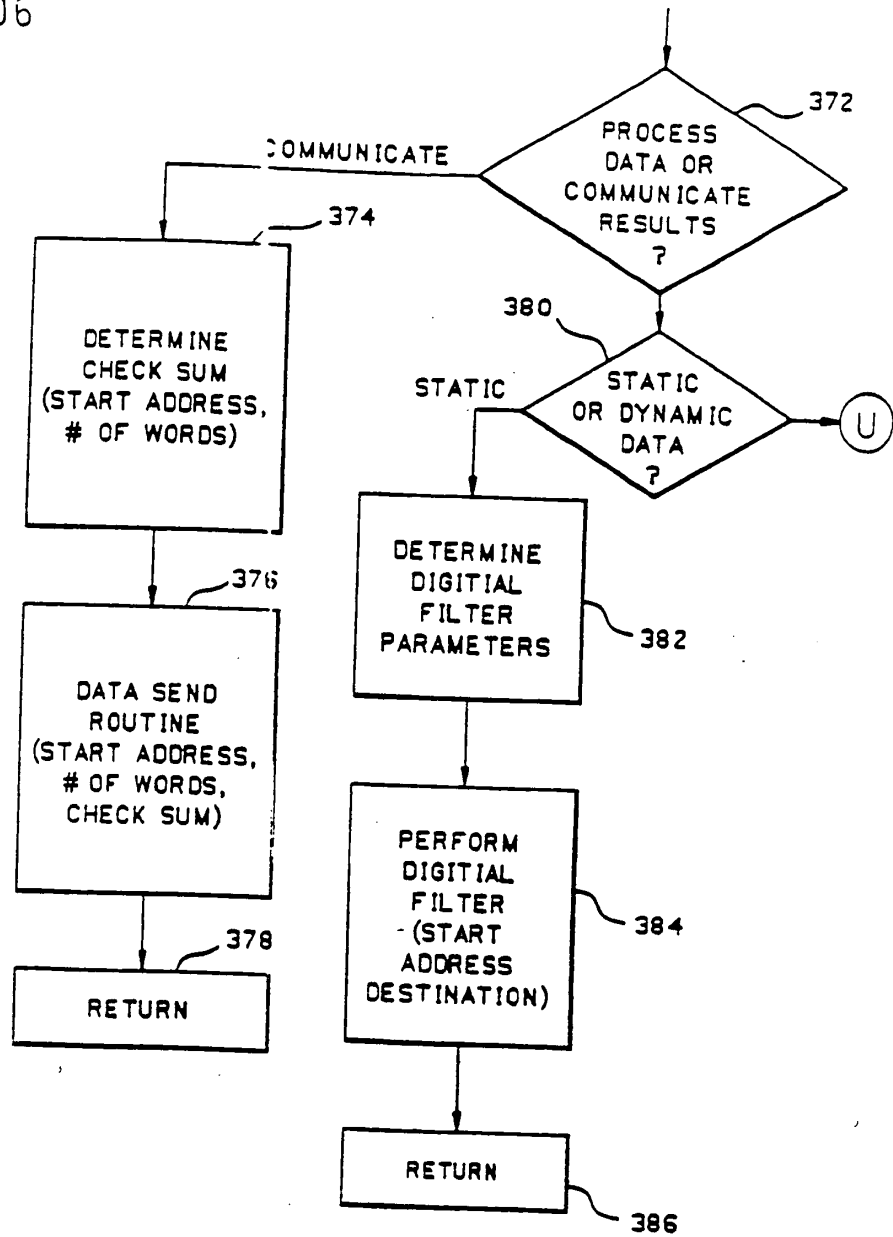 06
372
PROCESS
DATA OR
COMMUNICATE
RESULTS
?
COMMUNICATE
374
DETERMINE
CHECK SUM
(START ADDRESS,
# OF WORDS)
380
STATIC
STATIC
OR DYNAMIC
DATA
?
U
376
DATA SEND
ROUTINE
(START ADDRESS,
# OF WORDS,
CHECK SUM)
DETERMINE
DIGITIAL
FILTER
PARAMETERS
382
378
RETURN
PERFORM
DIGITIAL
FILTER
(START
ADDRESS
DESTINATION)
384
RETURN
386